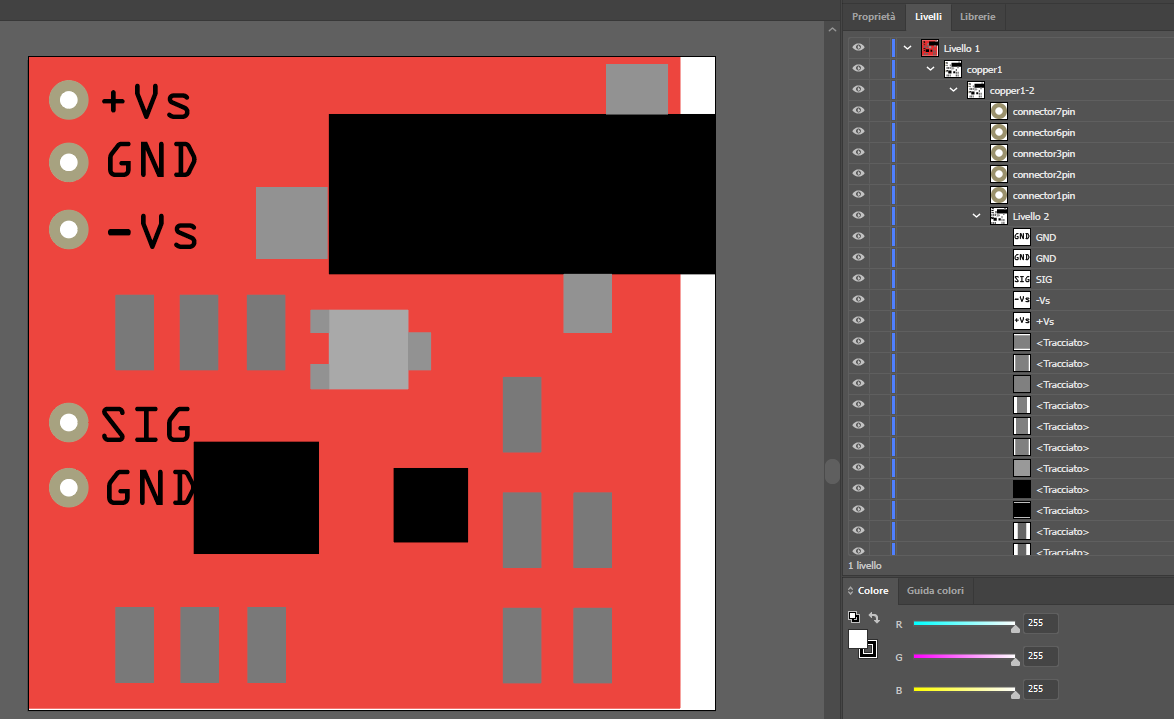 Proprietà Livelli Librerie
+Vs
GND
-Vs
SIG
GND
Livello 1
copper1
copper1-2
connector7pin
connector6pin
connector3pin
connector2pin
connector1pin
Livello 2
GND GND
GND GND
SIG SIG
-Vs -Vs
+Vs +Vs
<Tracciato>
<Tracciato>
<Tracciato>
<Tracciato>
<Tracciato>
<Tracciato>
<Tracciato>
<Tracciato>
<Tracciato>
<Tracciato>
<Tracciato>
1 livello
Colore Guida colori
R 255
G 255
B 255